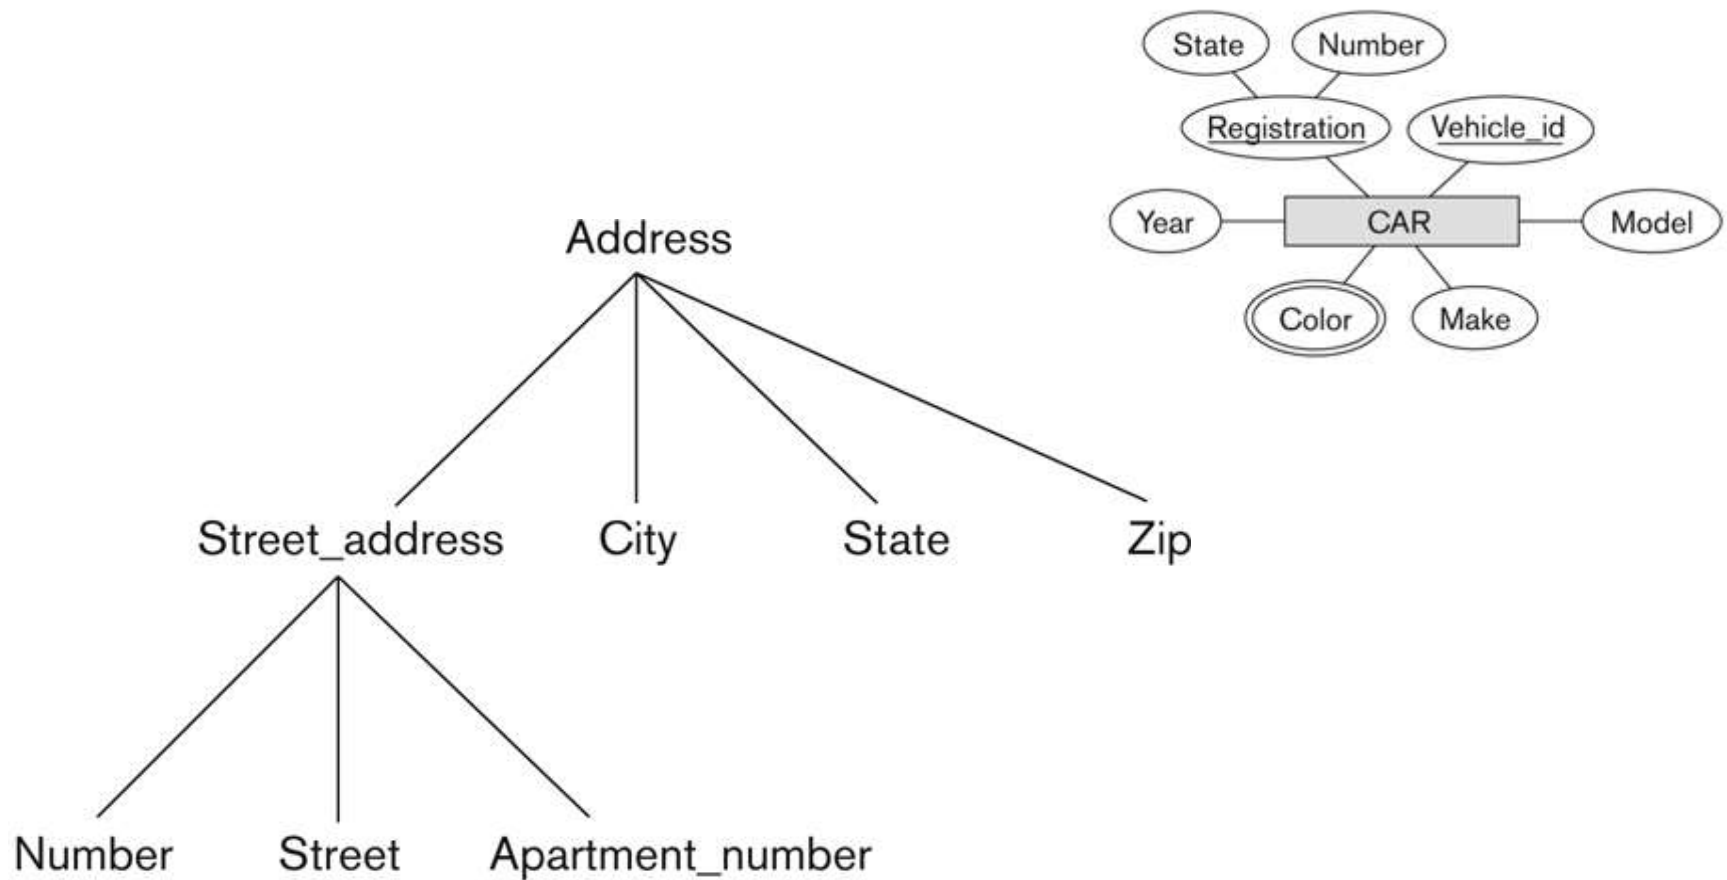 State Number
Registration Vehicle_id
Year CAR Model
Color Make
Address
Street_address City State Zip
Number Street Apartment_number